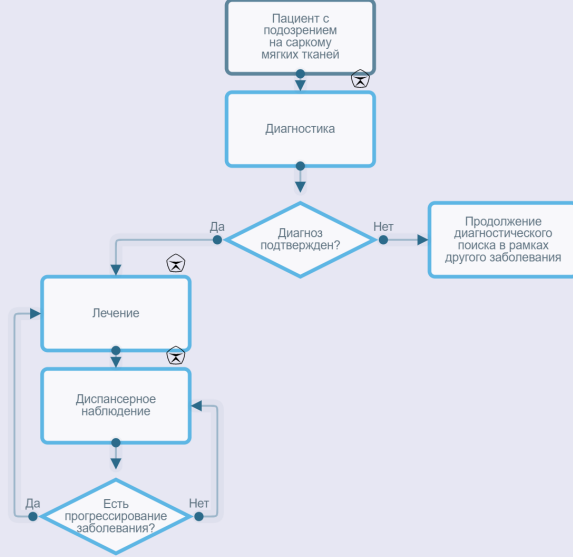 Пациент с
подозрением
на саркому
мягких тканей
Диагностика
Да
Диагноз
подтвержден?
Нет
Продолжение
диагностического
поиска в рамках
другого заболевания
Лечение
Диспансерное
наблюдение
Да
Есть
прогрессирование
заболевания?
Нет